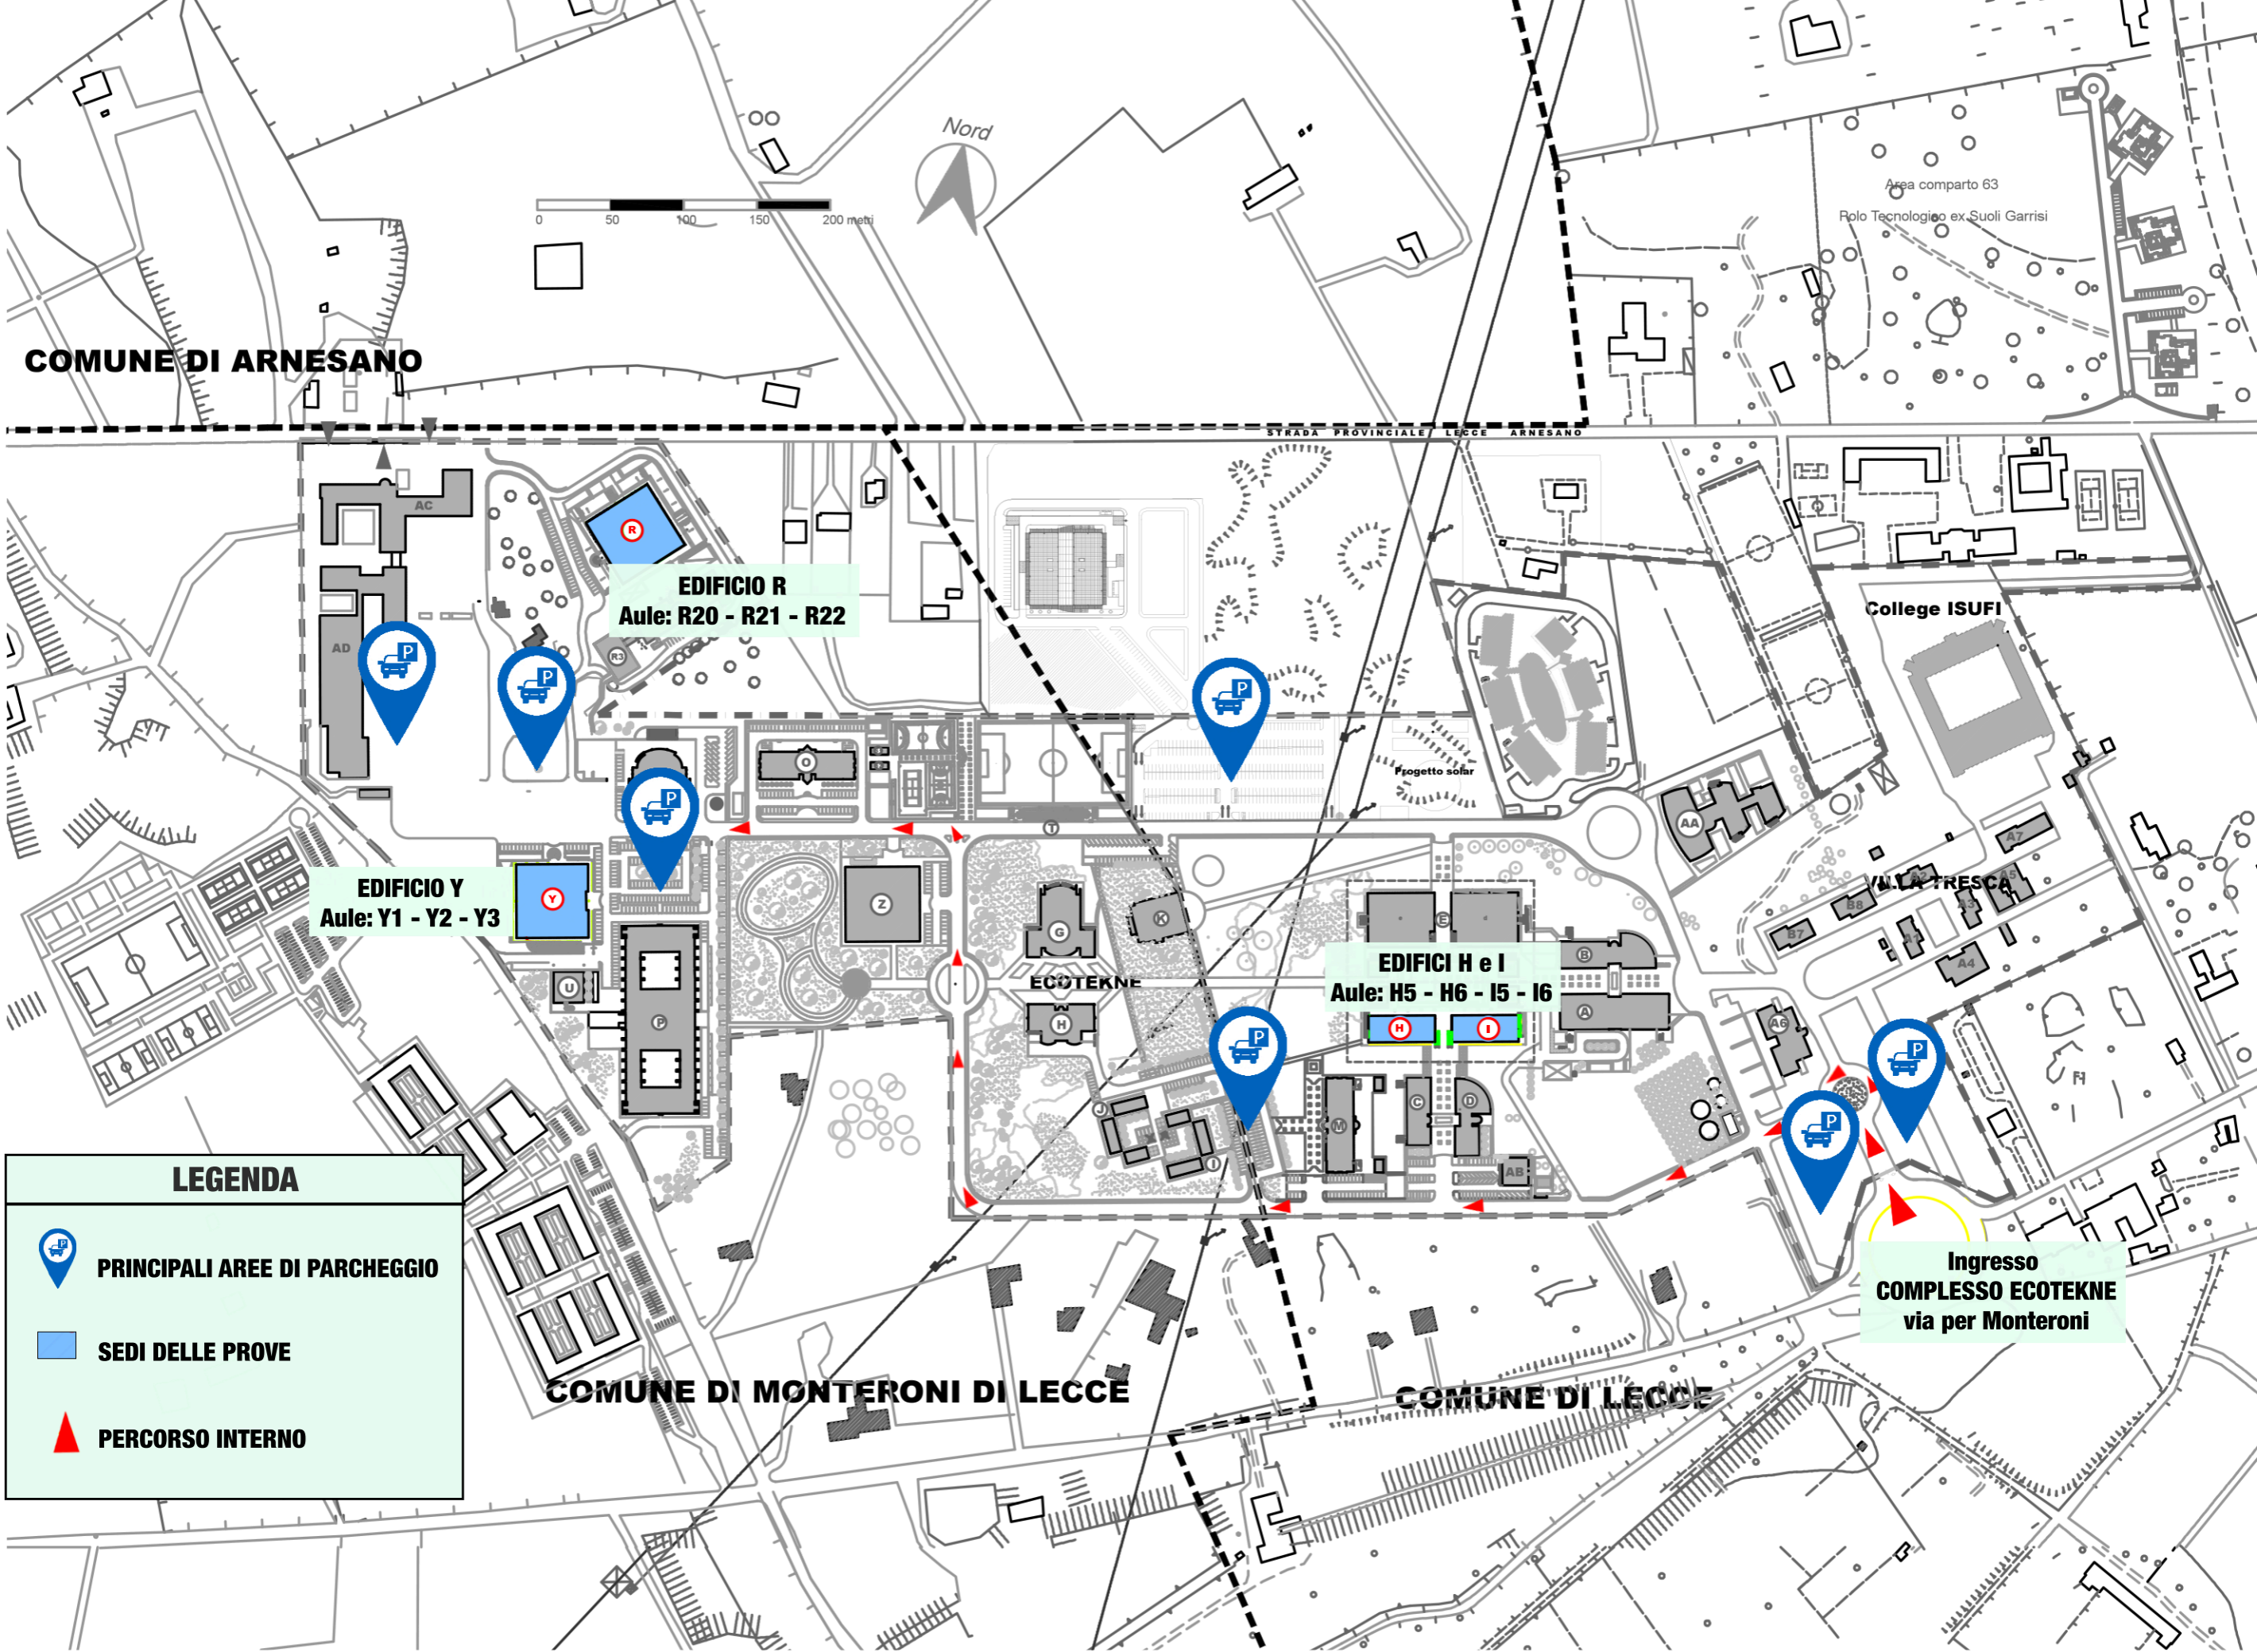 Nord
0 50 100 150 200 metri
Area comparto 63
Polo Tecnologico ex Suoli Garrisi
COMUNE DI ARNESANO
STRADA PROVINCIALE LECCE ARNESANO
AC
R
EDIFICIO R
Aule: R20 - R21 - R22
College ISUFI
AD
R3
P
P
P
P
O
Progetto solar
T
AA
A7
EDIFICIO Y
Aule: Y1 - Y2 - Y3
Y
Z
G
K
E
VILLA TRESCA
A2
A5
B8
A3
B7
A1
A4
EDIFICI H e I
Aule: H5 - H6 - I5 - I6
B
ECOTEKNE
U
P
H
H
I
A
A6
P
P
P
J
I
M
C
D
AB
LEGENDA
P
PRINCIPALI AREE DI PARCHEGGIO
SEDI DELLE PROVE
PERCORSO INTERNO
Ingresso
COMPLESSO ECOTEKNE
via per Monteroni
COMUNE DI MONTERONI DI LECCE
COMUNE DI LECCE